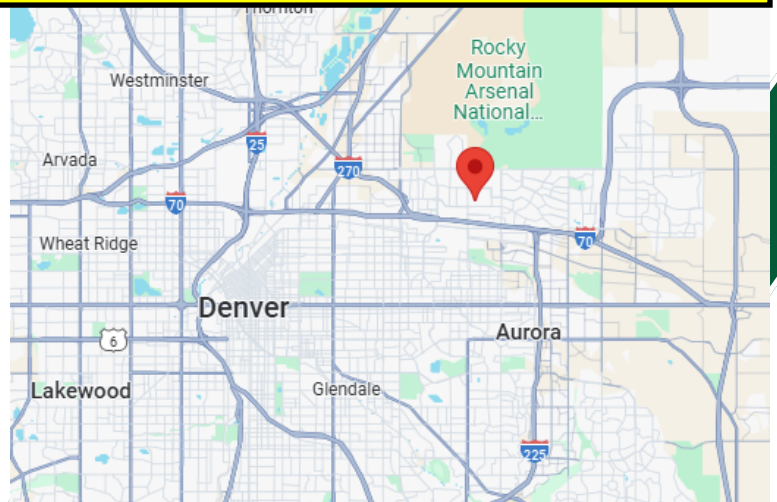 Thornton
Rocky
Mountain
Arsenal
National...
Westminster
25
Arvada
270
70
70
Wheat Ridge
Denver
6
Aurora
Lakewood
Glendale
225